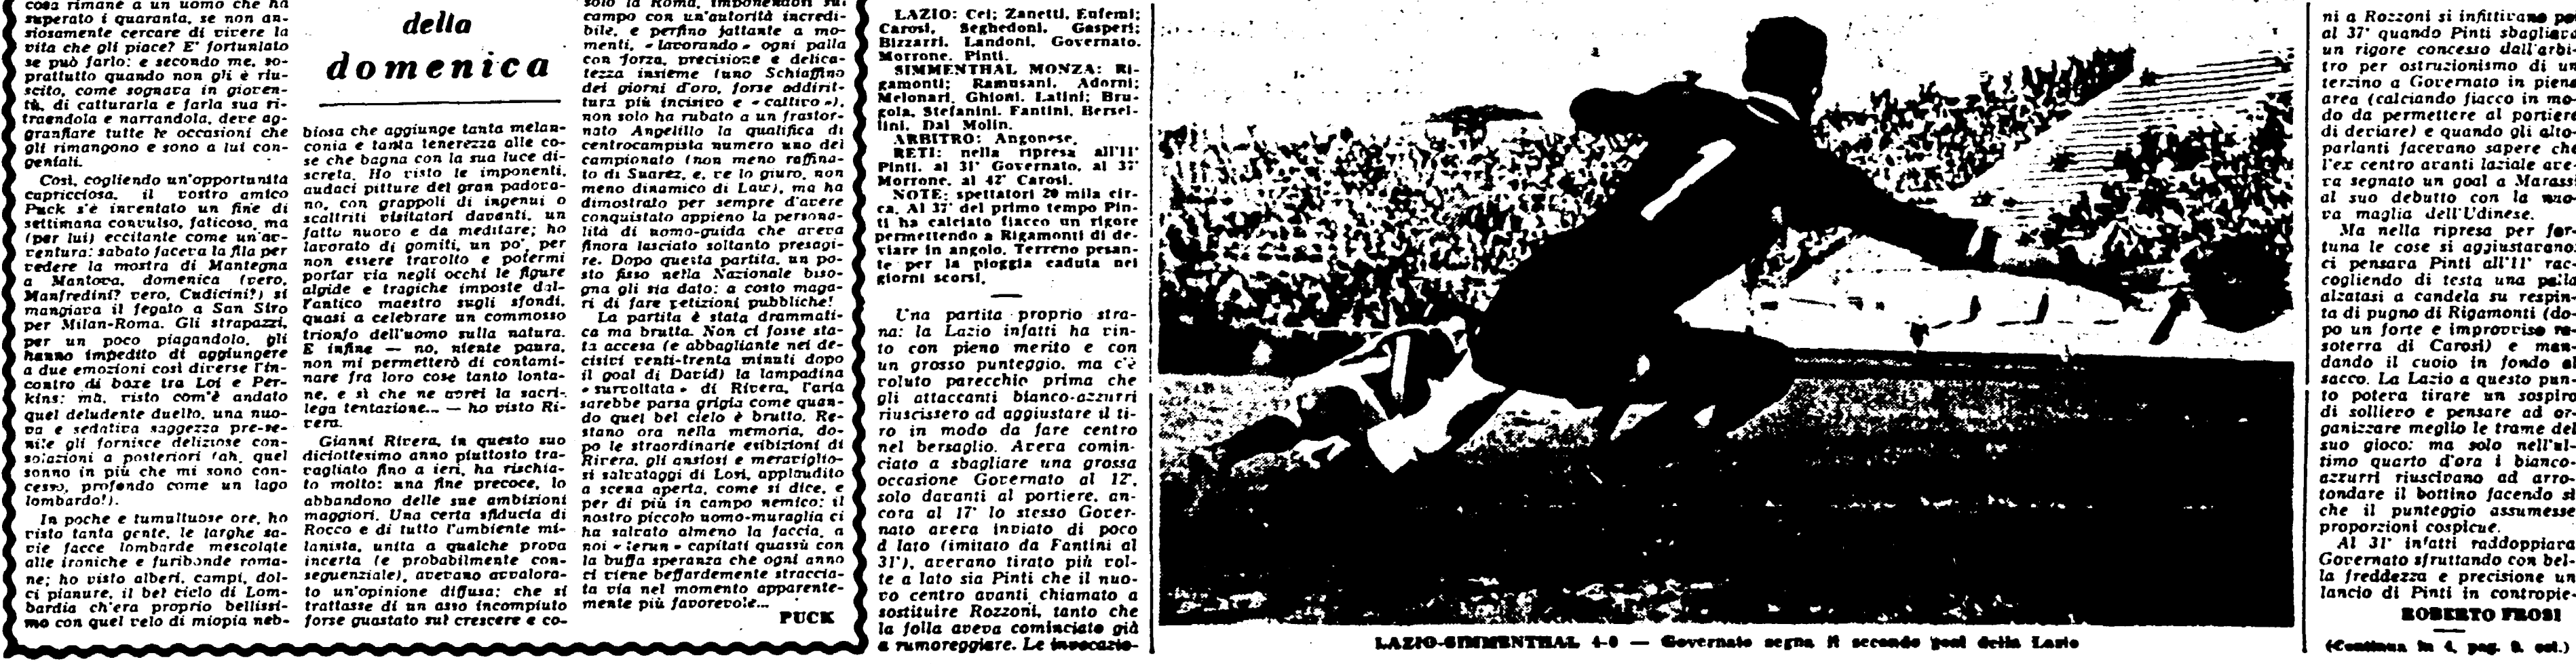 cosa rimane a un uomo che ha
superato i quaranta, se non an-
siosamente cercare di vivere la
vita che gli piace? E' fortunato
se può farlo: e secondo me, so-
prattutto quando non gli è riu-
scito, come sognava in gioven-
tù, di catturarla e farla sua ri-
traendola e narrandola, deve ag-
granfiare tutte le occasioni che
gli rimangono e sono a lui con-
geniali.
Così, cogliendo un'opportunità
capricciosa, il vostro amico
Puck s'è inventato un fine di
settimana convulso, faticoso, ma
(per lui) eccitante come un'av-
ventura: sabato faceva la fila per
vedere la mostra di Mantegna
a Mantova, domenica (vero,
Manfredini? vero, Cudicini?) si
mangiava il fegato a San Siro
per Milan-Roma. Gli strapazzi,
per un poco piagandolo, gli
hanno impedito di aggiungere
a due emozioni così diverse l'in-
contro di boxe tra Loi e Per-
kins: ma, visto com'è andato
quel deludente duello, una nuo-
va e sedativa saggezza pre-se-
nile gli fornisce deliziose con-
solazioni a posteriori (ah, quel
sonno in più che mi sono con-
cesso, profondo come un lago
lombardo!).
In poche e tumultuose ore, ho
visto tanta gente, le larghe sa-
vie facce lombarde mescolate
alle ironiche e furibonde roma-
ne; ho visto alberi, campi, dol-
ci pianure, il bel cielo di Lom-
bardia ch'era proprio bellissi-
mo con quel velo di miopia neb-
della
domenica
biosa che aggiunge tanta melan-
conia e tanta tenerezza alle co-
se che bagna con la sua luce di-
screta. Ho visto le imponenti,
audaci pitture del gran padova-
no, con grappoli di ingenui o
scaltriti visitatori davanti, un
fatto nuovo e da meditare; ho
lavorato di gomiti, un po', per
non essere travolto e potermi
portar via negli occhi le figure
algide e tragiche imposte dal-
l'antico maestro sugli sfondi,
quasi a celebrare un commosso
trionfo dell'uomo sulla natura.
E infine — no, niente paura,
non mi permetterò di contami-
nare fra loro cose tanto lonta-
ne, e sì che ne avrei la sacri-
lega tentazione... — ho visto Ri-
vera.
Gianni Rivera, in questo suo
diciottesimo anno piuttosto tra-
vagliato fino a ieri, ha rischia-
to molto: una fine precoce, lo
abbandono delle sue ambizioni
maggiori. Una certa sfiducia di
Rocco e di tutto l'ambiente mi-
lanista, unita a qualche prova
incerta (e probabilmente con-
seguenziale), avevano avvalora-
to un'opinione diffusa: che si
trattasse di un asso incompiuto
forse guastato sul crescere e co-
solo la Roma, imponendosi sul
campo con un'autorità incredi-
bile, e perfino fattante a mo-
menti, « lavorando » ogni palla
con forza, precisione e delica-
tezza insieme (uno Schiaffino
dei giorni d'oro, forse addirit-
tura più incisivo e « cattivo »),
non solo ha rubato a un frastor-
nato Angelillo la qualifica di
centrocampista numero uno del
campionato (non meno raffina-
to di Suarez, e, ve lo giuro, non
meno dinamico di Law), ma ha
dimostrato per sempre d'avere
conquistato appieno la persona-
lità di uomo-guida che aveva
finora lasciato soltanto presagi-
re. Dopo questa partita, un po-
sto fisso nella Nazionale biso-
gna gli sia dato: a costo maga-
ri di fare petizioni pubbliche!
La partita è stata drammati-
ca ma brutta. Non ci fosse sta-
ta accesa (e abbagliante nei de-
cisivi venti-trenta minuti dopo
il goal di David) la lampadina
« survoltata » di Rivera, l'aria
sarebbe parsa grigia come quan-
do quel bel cielo è brutto. Re-
stano ora nella memoria, do-
po le straordinarie esibizioni di
Rivera, gli ansiosi e meraviglio-
si salvataggi di Losi, applaudito
a scena aperta, come si dice, e
per di più in campo nemico: il
nostro piccolo uomo-muraglia ci
ha salvato almeno la faccia, a
noi « terun » capitati quassù con
la buffa speranza che ogni anno
ci viene beffardemente straccia-
ta via nel momento apparente-
mente più favorevole...
PUCK
LAZIO: Cei; Zanetti, Eufemi;
Carosi, Seghedoni, Gasperi;
Bizzarri, Landoni, Governato,
Morrone, Pinti.
SIMMENTHAL MONZA: Ri-
gamonti; Ramusani, Adorni;
Melonari, Ghioni, Latini; Bru-
gola, Stefanini, Fantini, Bersel-
lini, Dal Molin.
ARBITRO: Angonese.
RETI: nella ripresa all'11'
Pinti, al 31' Governato, al 37'
Morrone, al 42' Carosi.
NOTE: spettatori 20 mila cir-
ca. Al 37' del primo tempo Pin-
ti ha calciato fiacco un rigore
permettendo a Rigamonti di de-
viare in angolo. Terreno pesan-
te per la pioggia caduta nei
giorni scorsi.
Una partita proprio stra-
na: la Lazio infatti ha vin-
to con pieno merito e con
un grosso punteggio, ma c'è
voluto parecchio prima che
gli attaccanti bianco-azzurri
riuscissero ad aggiustare il ti-
ro in modo da fare centro
nel bersaglio. Aveva comin-
ciato a sbagliare una grossa
occasione Governato al 12',
solo davanti al portiere, an-
cora al 17' lo stesso Gover-
nato aveva inviato di poco
a lato (imitato da Fantini al
31'), avevano tirato più vol-
te a lato sia Pinti che il nuo-
vo centro avanti chiamato a
sostituire Rozzoni, tanto che
la folla aveva cominciato già
a rumoreggiare. Le invocazio-
LAZIO-SIMMENTHAL 4-0 — Governato segna il secondo goal della Lazio
ni a Rozzoni si infittivano poi
al 37' quando Pinti sbagliava
un rigore concesso dall'arbi-
tro per ostruzionismo di un
terzino a Governato in piena
area (calciando fiacco in mo-
do da permettere al portiere
di deviare) e quando gli alto-
parlanti facevano sapere che
l'ex centro avanti laziale ave-
va segnato un goal a Marassi
al suo debutto con la nuo-
va maglia dell'Udinese.
Ma nella ripresa per for-
tuna le cose si aggiustavano:
ci pensava Pinti all'11' rac-
cogliendo di testa una palla
alzatasi a candela su respin-
ta di pugno di Rigamonti (do-
po un forte e improvviso ra-
soterra di Carosi) e man-
dando il cuoio in fondo al
sacco. La Lazio a questo pun-
to poteva tirare un sospiro
di sollievo e pensare ad or-
ganizzare meglio le trame del
suo gioco: ma solo nell'ul-
timo quarto d'ora i bianco-
azzurri riuscivano ad arro-
tondare il bottino facendo sì
che il punteggio assumesse
proporzioni cospicue.
Al 31' infatti raddoppiava
Governato sfruttando con bel-
la freddezza e precisione un
lancio di Pinti in contropie-
ROBERTO FROSI
(Continua in 4. pag. 9. col.)